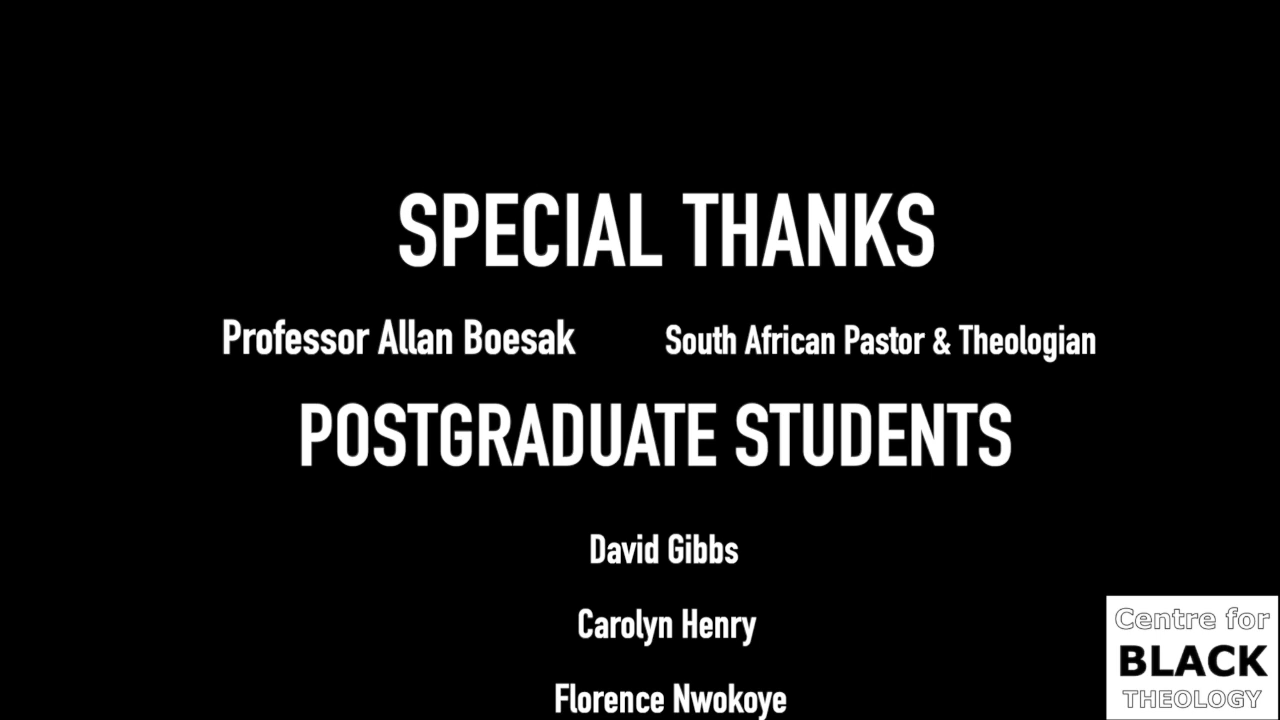 SPECIAL THANKS
Professor Allan Boesak South African Pastor & Theologian
POSTGRADUATE STUDENTS
David Gibbs
Carolyn Henry
Florence Nwokoye
Centre for
BLACK
THEOLOGY